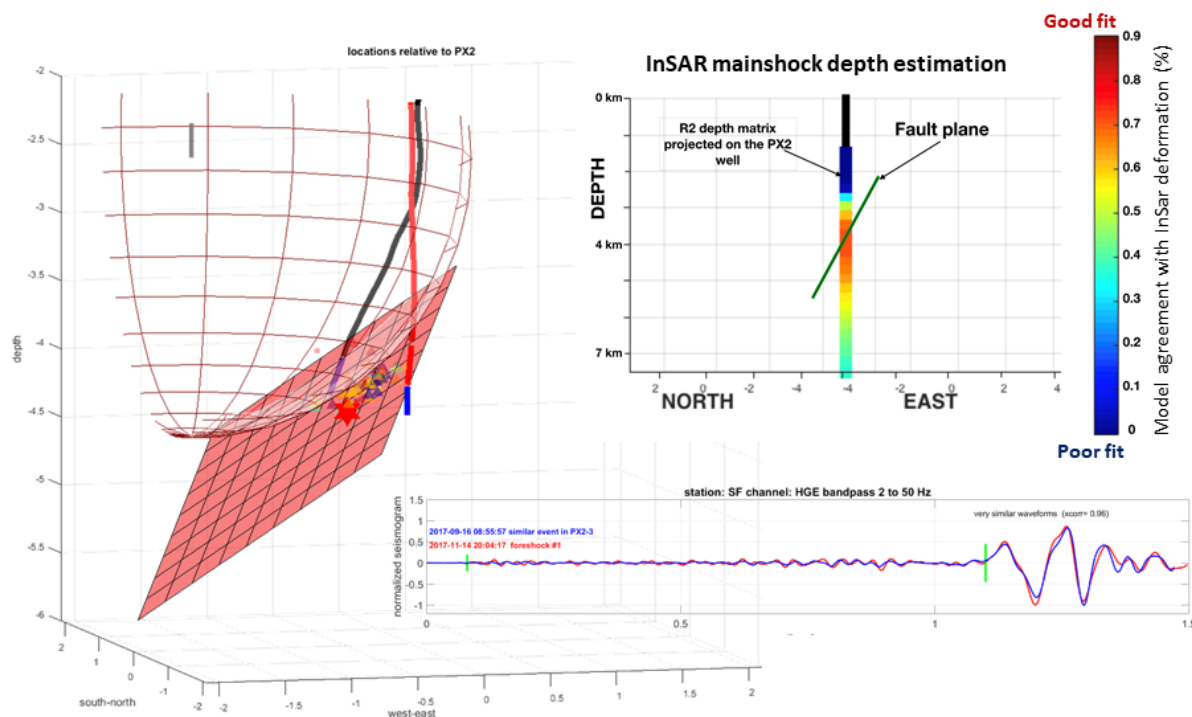 locations relative to PX2
-2
-2.5
-3
-3.5
-4
-4.5
-5
-5.5
-6
depth
2
1
0
-1
-2
south-north
-2
-1.5
-1
-0.5
0
0.5
1
1.5
2
west-east
InSAR mainshock depth estimation
0 km
4 km
7 km
DEPTH
R2 depth matrix
projected on the PX2
well
Fault plane
2
0
-2
-4
-2
0
2
4
NORTH
EAST
Good fit
0.9
0.8
0.7
0.6
0.5
0.4
0.3
0.2
0.1
0
Poor fit
Model agreement with InSar deformation (%)
station: SF channel: HGE bandpass 2 to 50 Hz
normalized seismogram
1.5
1
0.5
0
-0.5
-1
2017-09-16 08:55:57 similar event in PX2-3
2017-11-14 20:04:17 foreshock #1
very similar waveforms (xcorr= 0.96)
0
0.5
1
1.5